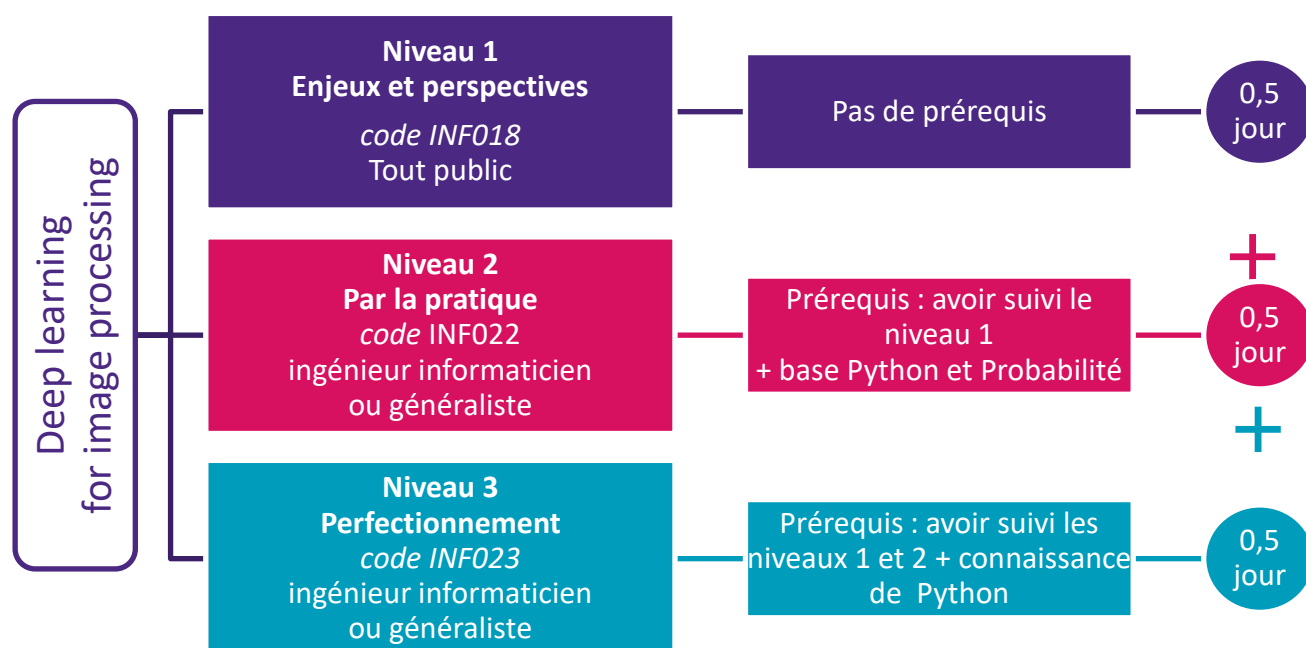 Deep learning
for image processing
Niveau 1
Enjeux et perspectives
code INF018
Tout public
Pas de prérequis
0,5
jour
Niveau 2
Par la pratique
code INF022
ingénieur informaticien
ou généraliste
Prérequis : avoir suivi le
niveau 1
+ base Python et Probabilité
+
0,5
jour
+
Niveau 3
Perfectionnement
code INF023
ingénieur informaticien
ou généraliste
Prérequis : avoir suivi les
niveaux 1 et 2 + connaissance
de Python
0,5
jour